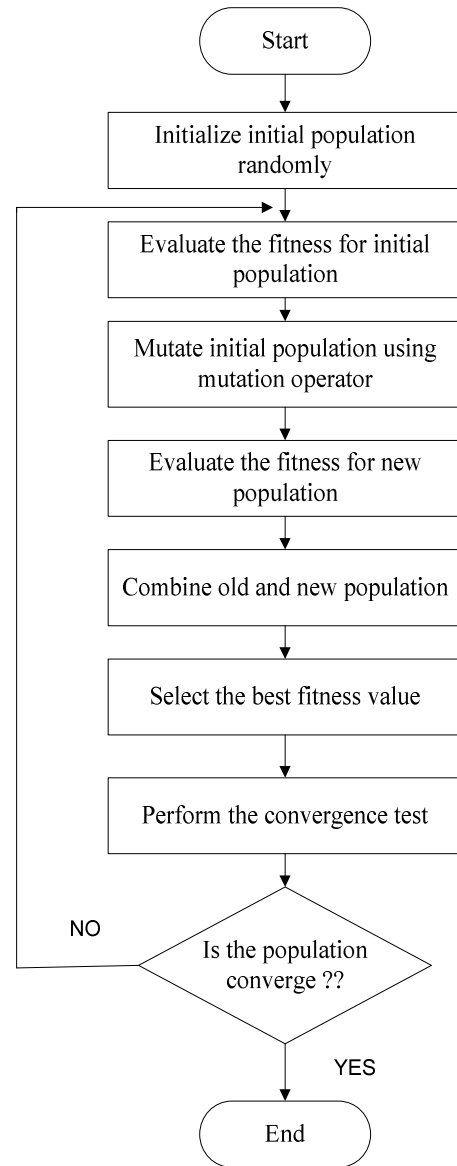 Start
Initialize initial population
randomly
Evaluate the fitness for initial
population
Mutate initial population using
mutation operator
Evaluate the fitness for new
population
Combine old and new population
Select the best fitness value
Perform the convergence test
NO
Is the population
converge ??
YES
End